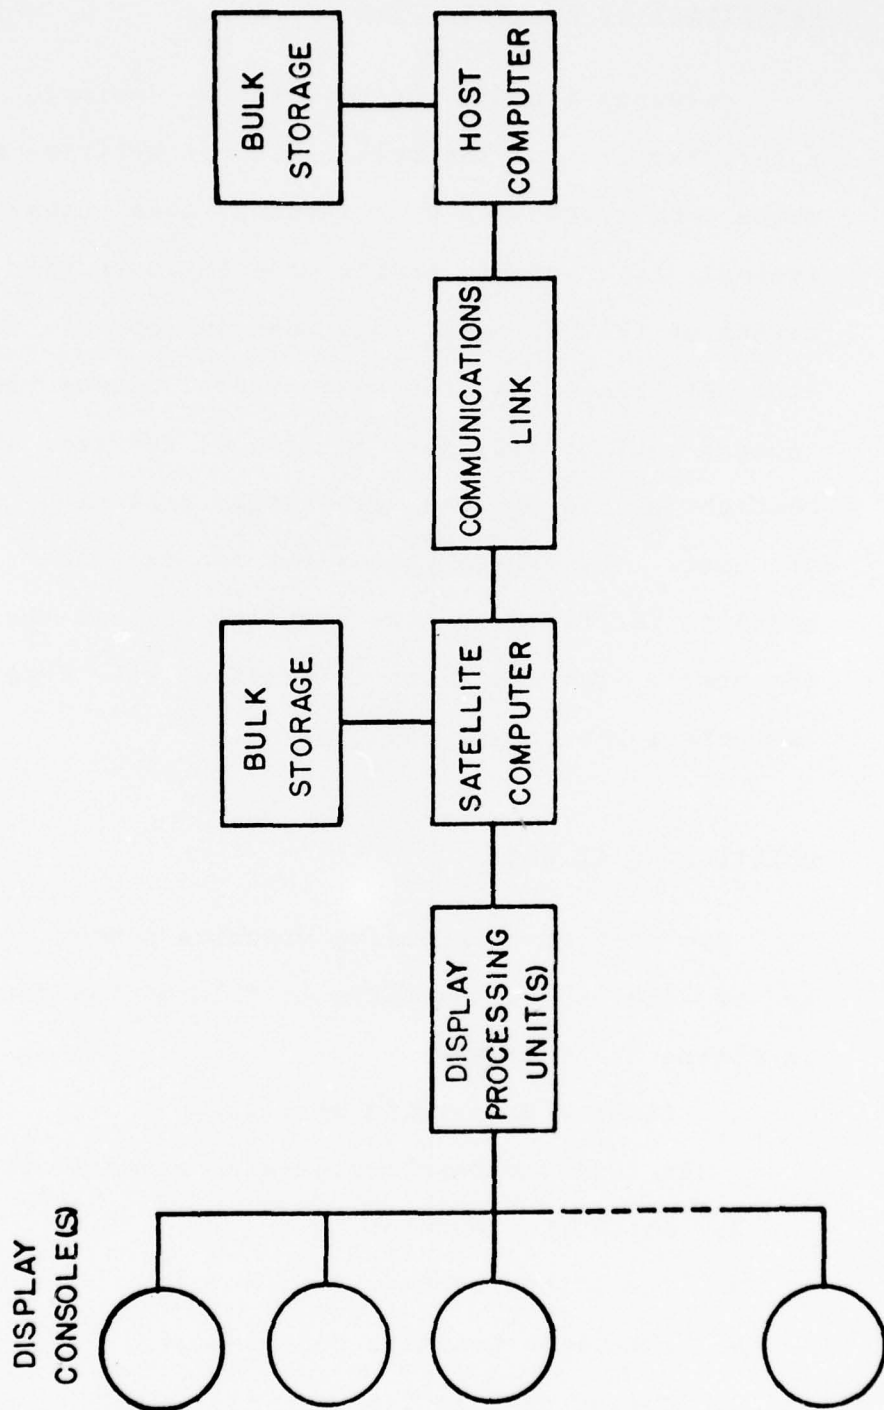 DISPLAY
CONSOLE(S)
DISPLAY
PROCESSING
UNIT(S)
BULK
STORAGE
SATELLITE
COMPUTER
COMMUNICATIONS
LINK
BULK
STORAGE
HOST
COMPUTER